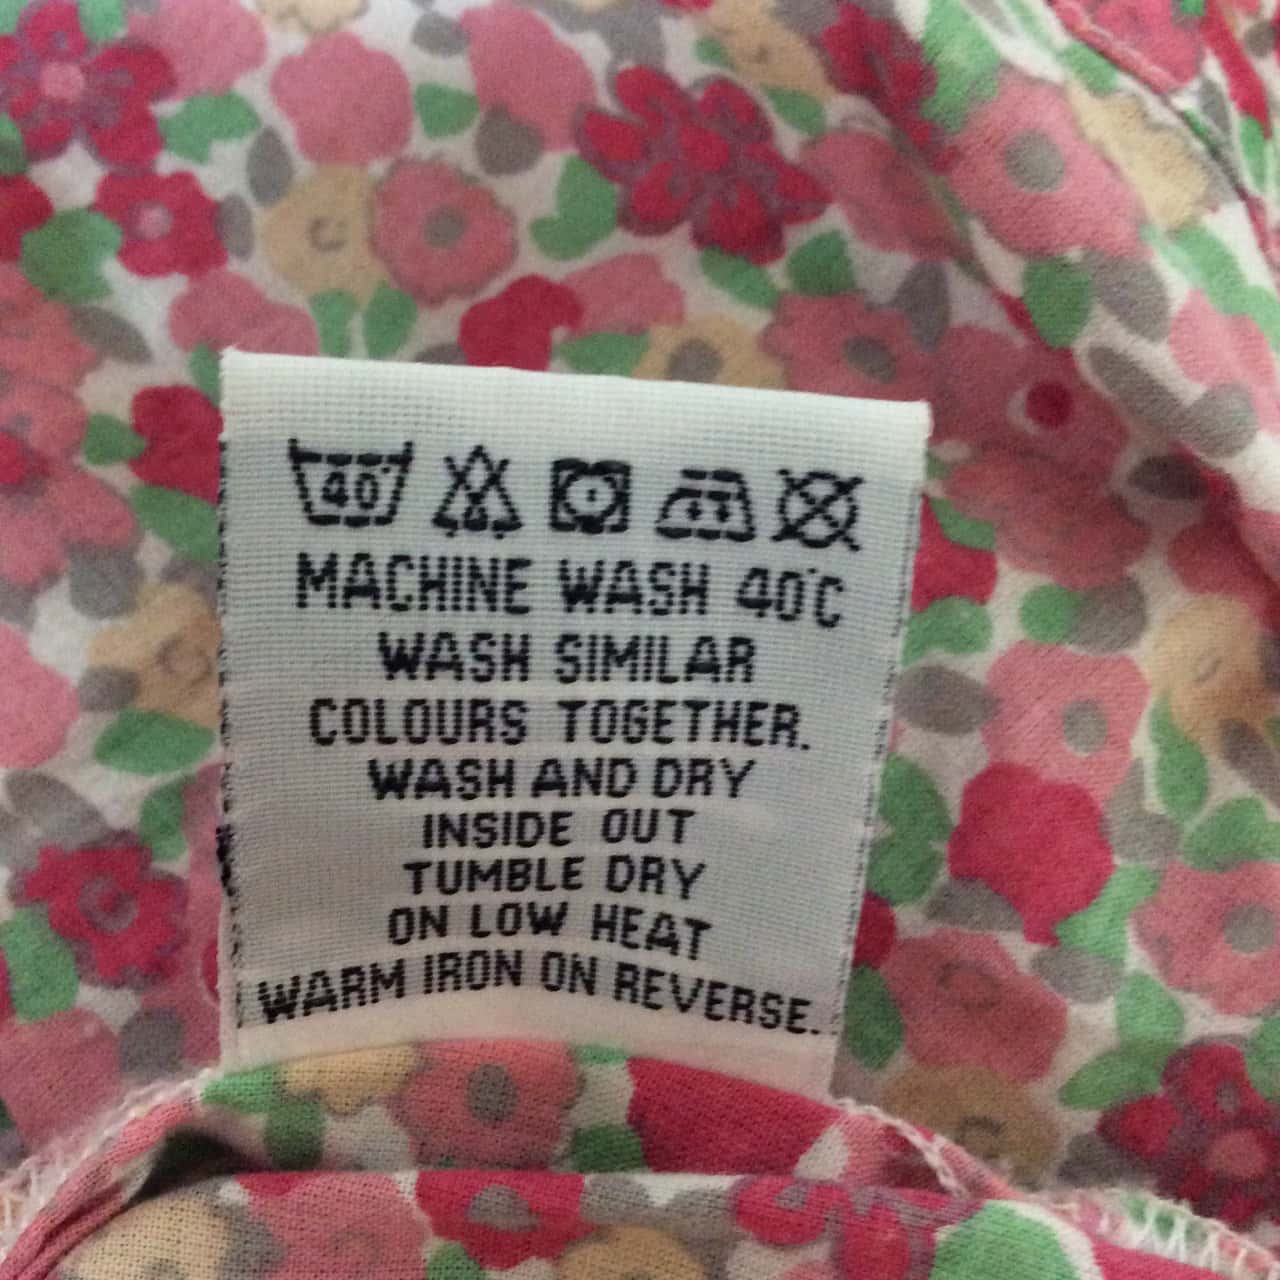 40
MACHINE WASH 40°C
WASH SIMILAR
COLOURS TOGETHER.
WASH AND DRY
INSIDE OUT
TUMBLE DRY
ON LOW HEAT
WARM IRON ON REVERSE.